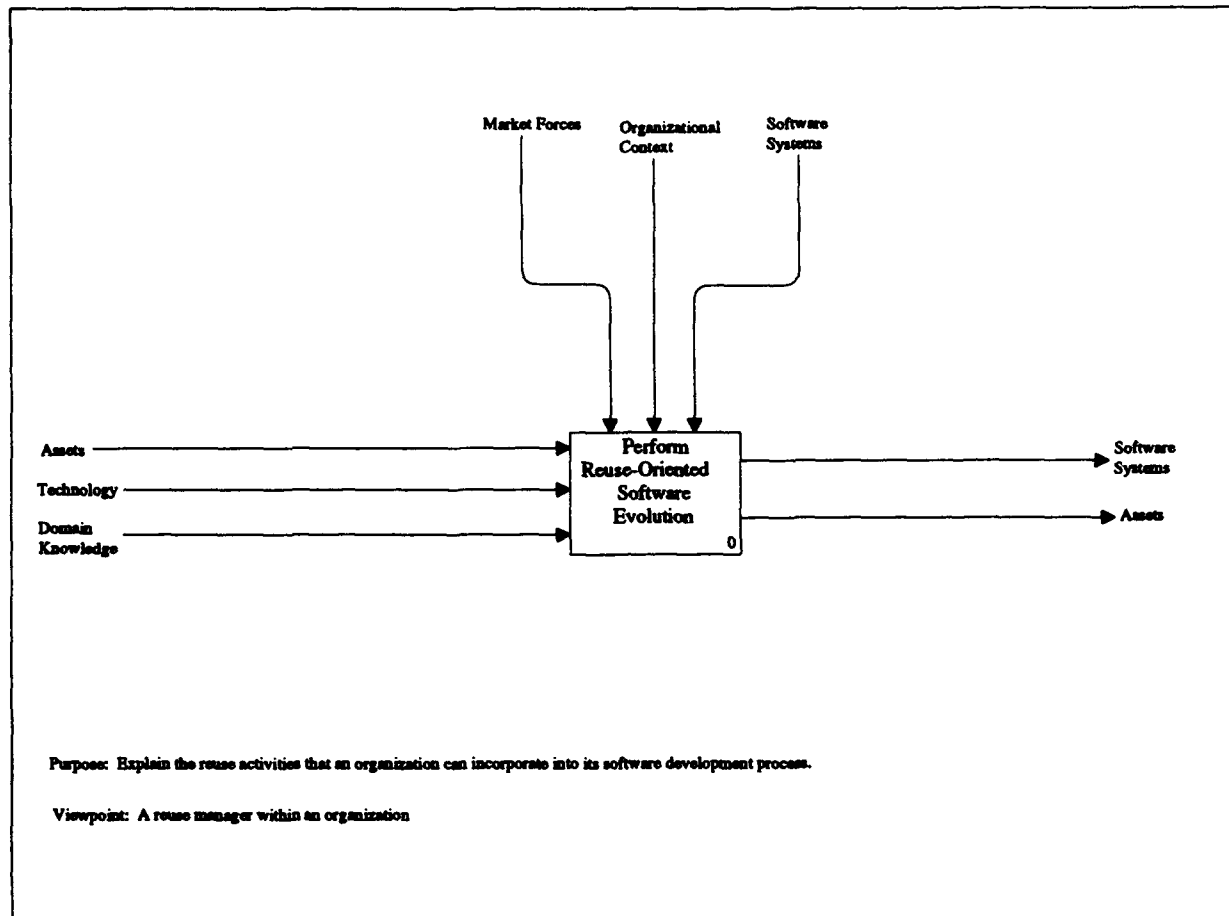 Market Forces
Organizational
Context
Software
Systems
Assets
Technology
Domain
Knowledge
Perform
Reuse-Oriented
Software
Evolution
0
Software
Systems
Assets
Purpose: Explain the reuse activities that an organization can incorporate into its software development process.
Viewpoint: A reuse manager within an organization